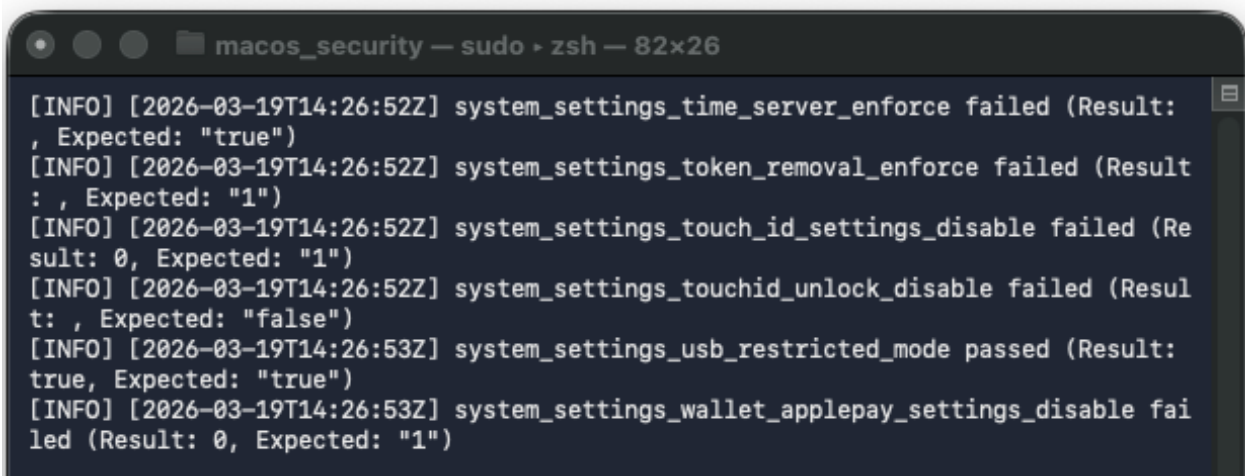 macos_security — sudo ▸ zsh — 82×26
[INFO] [2026-03-19T14:26:52Z] system_settings_time_server_enforce failed (Result:
, Expected: "true")
[INFO] [2026-03-19T14:26:52Z] system_settings_token_removal_enforce failed (Result
: , Expected: "1")
[INFO] [2026-03-19T14:26:52Z] system_settings_touch_id_settings_disable failed (Re
sult: 0, Expected: "1")
[INFO] [2026-03-19T14:26:52Z] system_settings_touchid_unlock_disable failed (Resul
t: , Expected: "false")
[INFO] [2026-03-19T14:26:53Z] system_settings_usb_restricted_mode passed (Result:
true, Expected: "true")
[INFO] [2026-03-19T14:26:53Z] system_settings_wallet_applepay_settings_disable fai
led (Result: 0, Expected: "1")